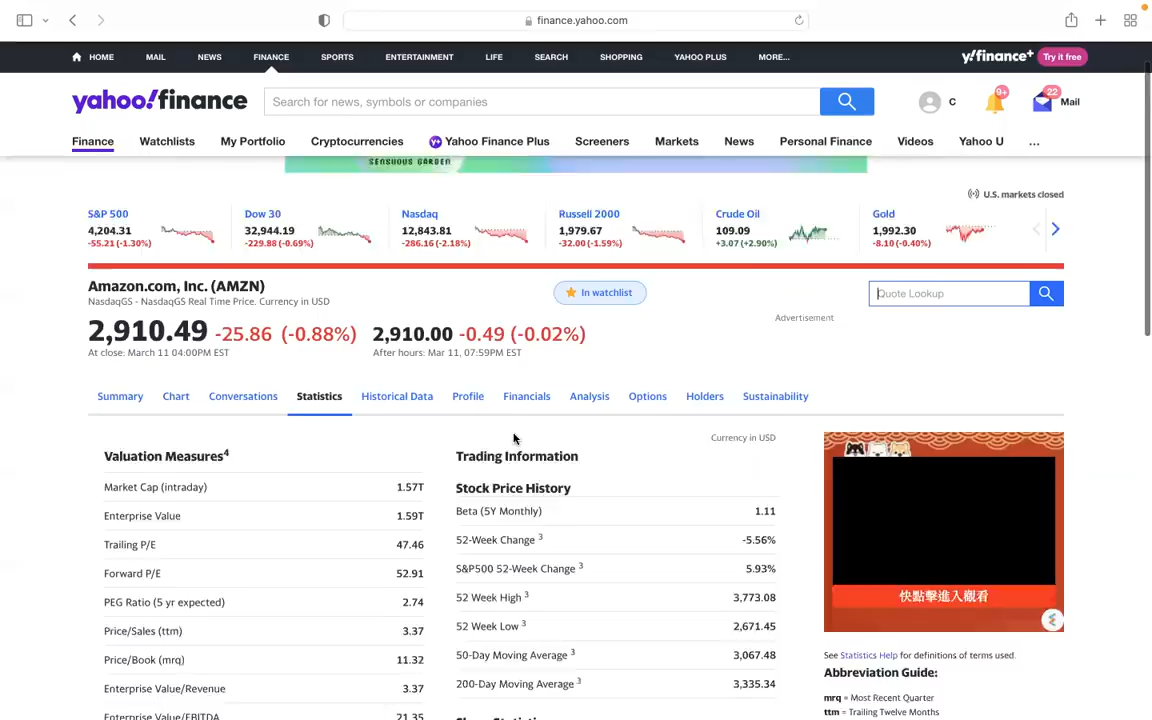 finance.yahoo.com
HOME MAIL NEWS FINANCE SPORTS ENTERTAINMENT LIFE SEARCH SHOPPING YAHOO PLUS MORE... y!finance+ Try it free
yahoo!finance Search for news, symbols or companies C 9+ 22 Mail
Finance Watchlists My Portfolio Cryptocurrencies Y+ Yahoo Finance Plus Screeners Markets News Personal Finance Videos Yahoo U ...
SENSUOUS GARDEN
U.S. markets closed
S&P 500 Dow 30 Nasdaq Russell 2000 Crude Oil Gold
4,204.31 32,944.19 12,843.81 1,979.67 109.09 1,992.30
-55.21 (-1.30%) -229.88 (-0.69%) -286.16 (-2.18%) -32.00 (-1.59%) +3.07 (+2.90%) -8.10 (-0.40%)
Amazon.com, Inc. (AMZN)
NasdaqGS - NasdaqGS Real Time Price. Currency in USD
In watchlist
Quote Lookup
Advertisement
2,910.49 -25.86 (-0.88%) 2,910.00 -0.49 (-0.02%)
At close: March 11 04:00PM EST After hours: Mar 11, 07:59PM EST
Summary Chart Conversations Statistics Historical Data Profile Financials Analysis Options Holders Sustainability
Currency in USD
Valuation Measures4
Market Cap (intraday) 1.57T
Enterprise Value 1.59T
Trailing P/E 47.46
Forward P/E 52.91
PEG Ratio (5 yr expected) 2.74
Price/Sales (ttm) 3.37
Price/Book (mrq) 11.32
Enterprise Value/Revenue 3.37
Enterprise Value/EBITDA 21.35
Trading Information
Stock Price History
Beta (5Y Monthly) 1.11
52-Week Change 3 -5.56%
S&P500 52-Week Change 3 5.93%
52 Week High 3 3,773.08
52 Week Low 3 2,671.45
50-Day Moving Average 3 3,067.48
200-Day Moving Average 3 3,335.34
快點擊進入觀看
See Statistics Help for definitions of terms used.
Abbreviation Guide:
mrq = Most Recent Quarter
ttm = Trailing Twelve Months